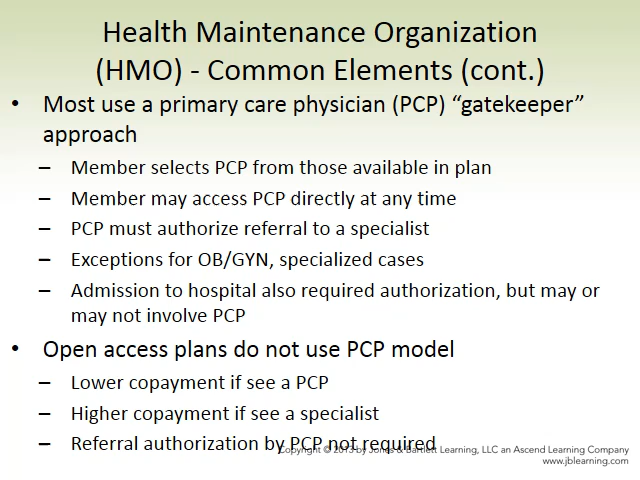 Health Maintenance Organization
(HMO) - Common Elements (cont.)
• Most use a primary care physician (PCP) “gatekeeper”
approach
– Member selects PCP from those available in plan
– Member may access PCP directly at any time
– PCP must authorize referral to a specialist
– Exceptions for OB/GYN, specialized cases
– Admission to hospital also required authorization, but may or
may not involve PCP
• Open access plans do not use PCP model
– Lower copayment if see a PCP
– Higher copayment if see a specialist
– Referral authorization by PCP not required
Copyright © 2013 by Jones & Bartlett Learning, LLC an Ascend Learning Company
www.jblearning.com